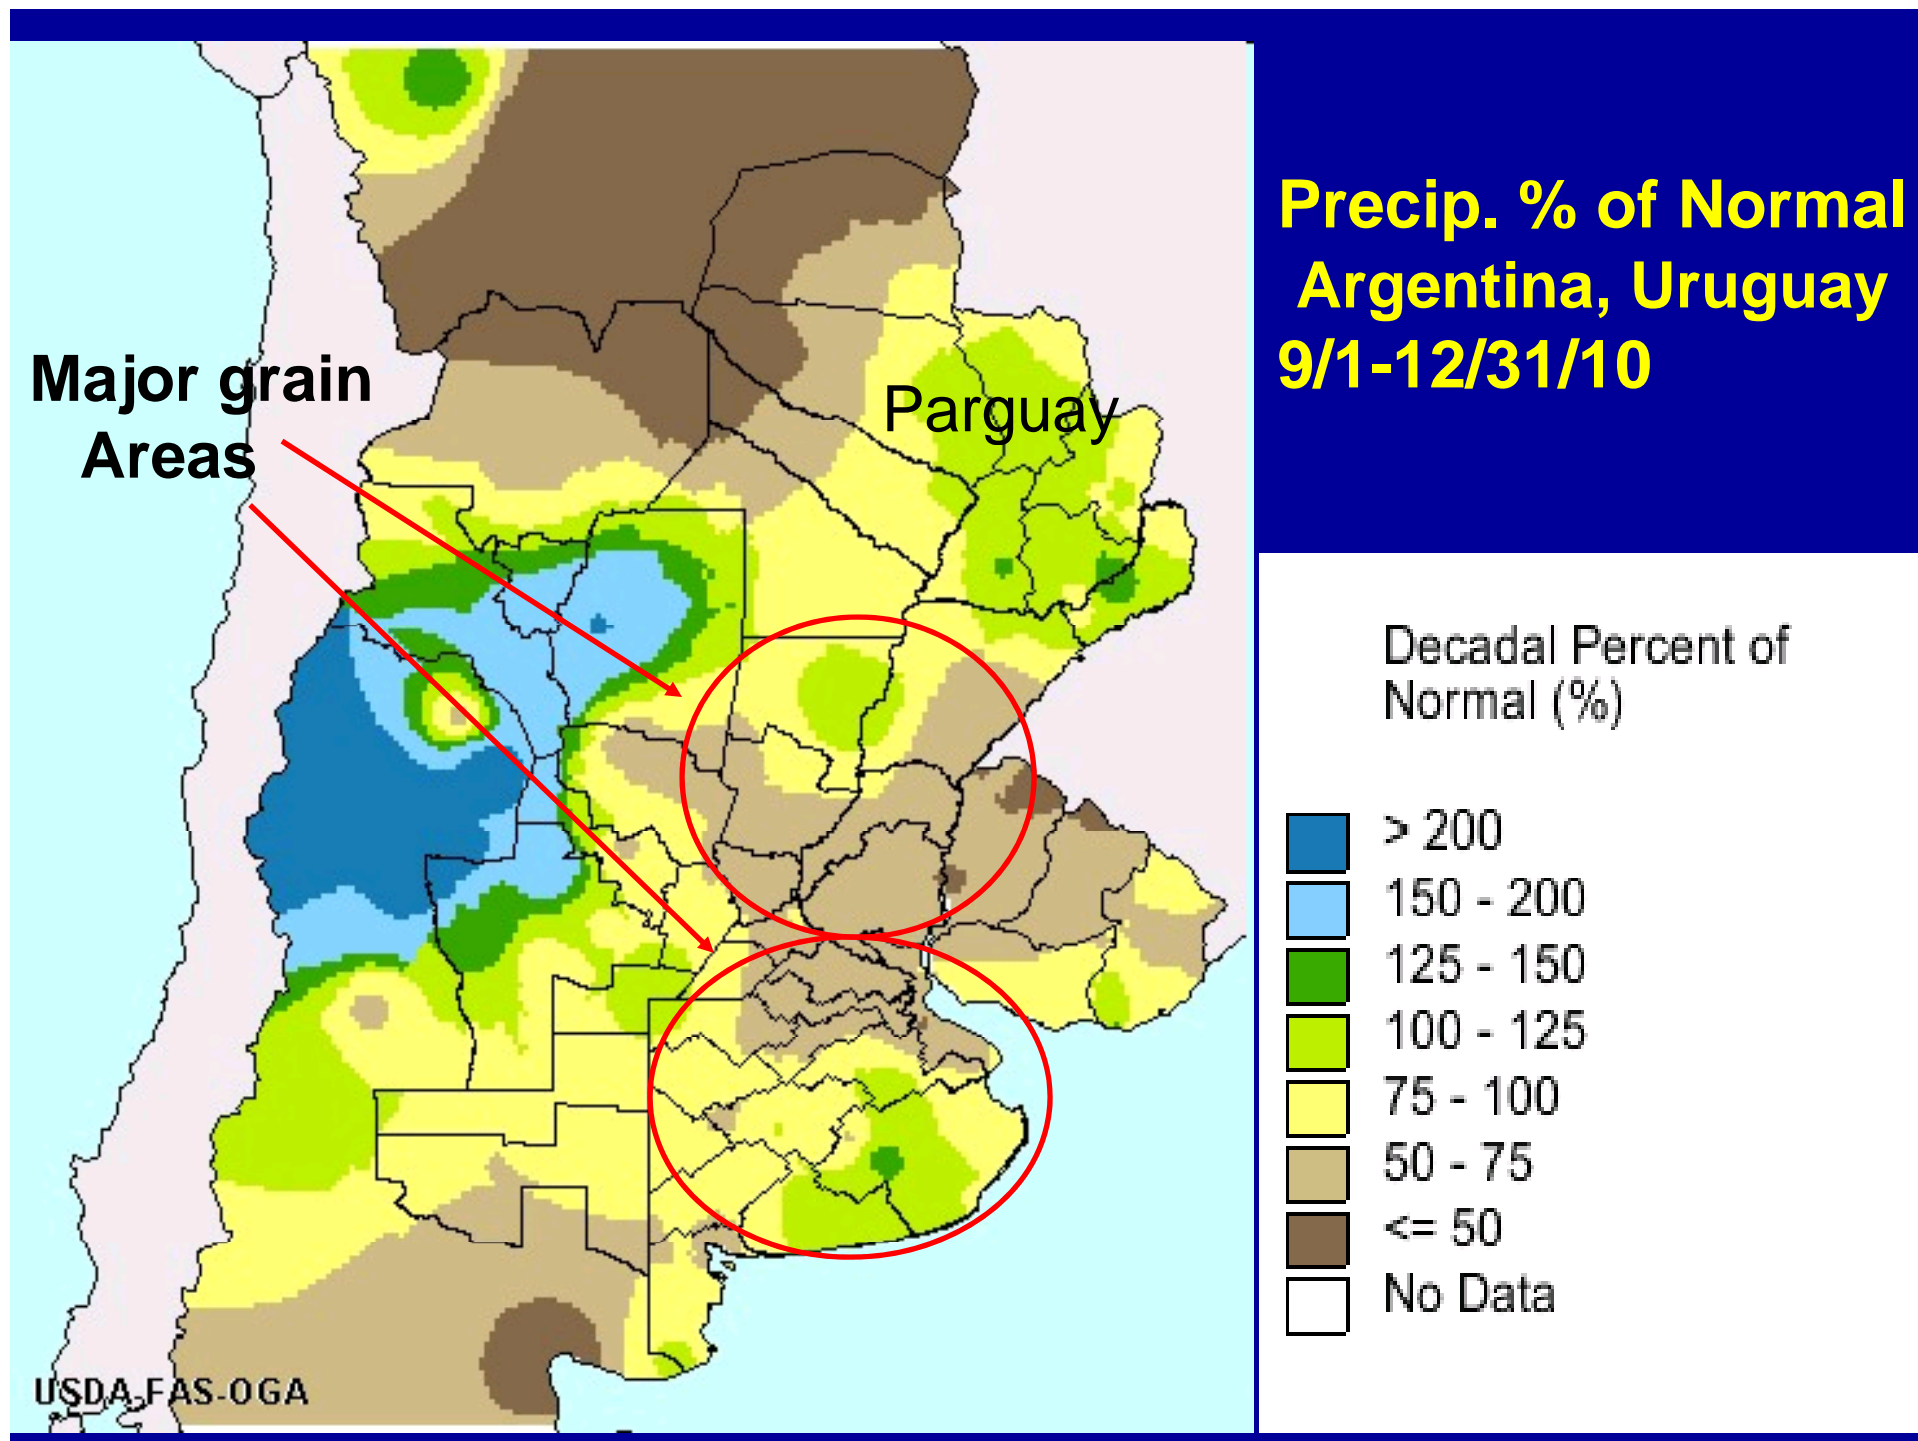 Precip. % of Normal
Argentina, Uruguay
9/1-12/31/10
Major grain
Areas
Parguay
Decadal Percent of
Normal (%)
> 200
150 - 200
125 - 150
100 - 125
75 - 100
50 - 75
<= 50
No Data
USDA-FAS-OGA